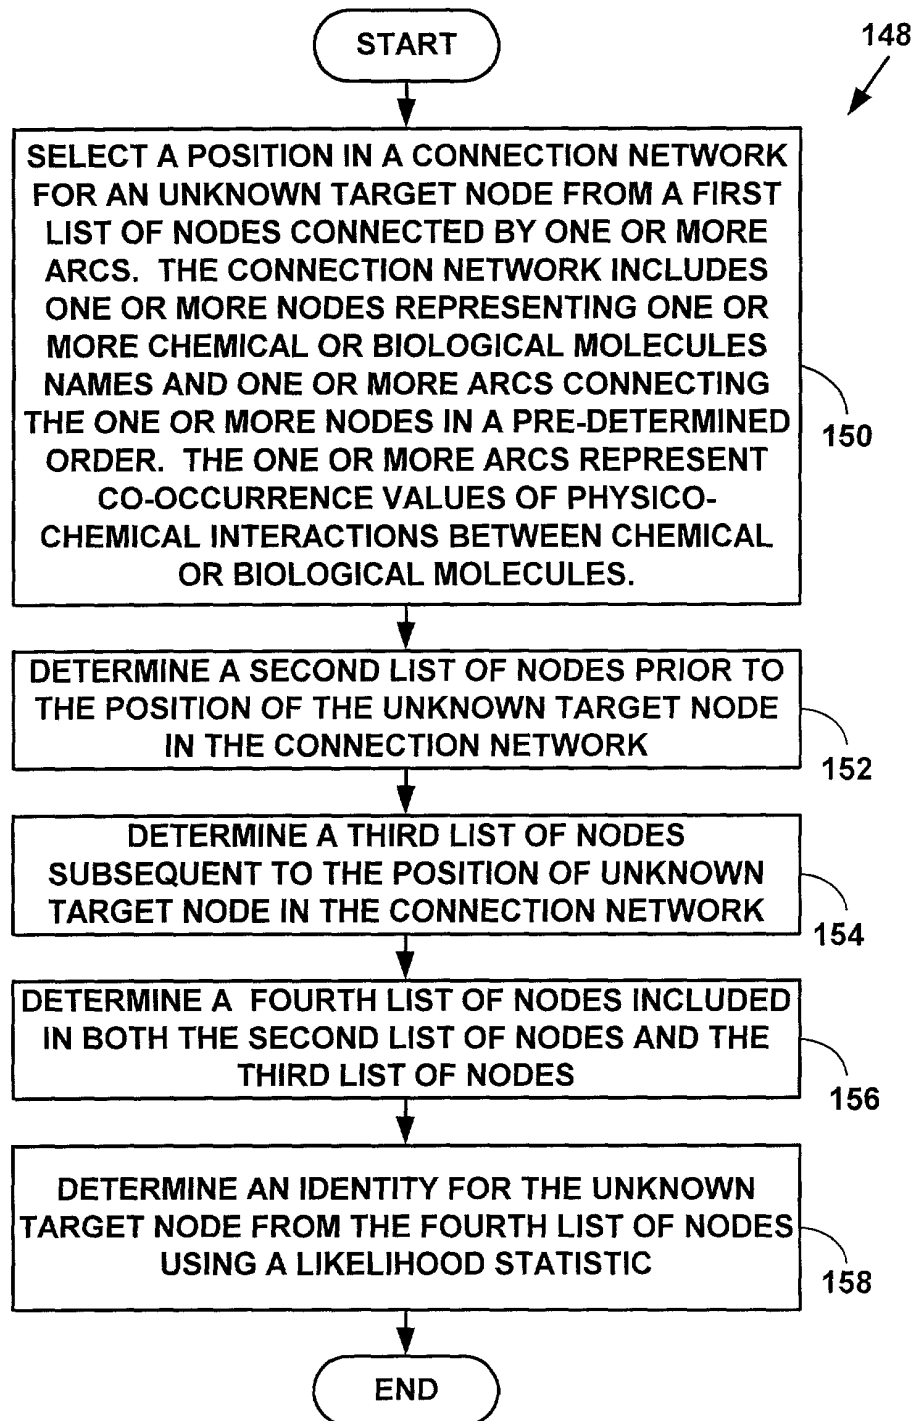 START
148
SELECT A POSITION IN A CONNECTION NETWORK
FOR AN UNKNOWN TARGET NODE FROM A FIRST
LIST OF NODES CONNECTED BY ONE OR MORE
ARCS. THE CONNECTION NETWORK INCLUDES
ONE OR MORE NODES REPRESENTING ONE OR
MORE CHEMICAL OR BIOLOGICAL MOLECULES
NAMES AND ONE OR MORE ARCS CONNECTING
THE ONE OR MORE NODES IN A PRE-DETERMINED
ORDER. THE ONE OR MORE ARCS REPRESENT
CO-OCCURRENCE VALUES OF PHYSICO-
CHEMICAL INTERACTIONS BETWEEN CHEMICAL
OR BIOLOGICAL MOLECULES.
150
DETERMINE A SECOND LIST OF NODES PRIOR TO
THE POSITION OF THE UNKNOWN TARGET NODE
IN THE CONNECTION NETWORK
152
DETERMINE A THIRD LIST OF NODES
SUBSEQUENT TO THE POSITION OF UNKNOWN
TARGET NODE IN THE CONNECTION NETWORK
154
DETERMINE A FOURTH LIST OF NODES INCLUDED
IN BOTH THE SECOND LIST OF NODES AND THE
THIRD LIST OF NODES
156
DETERMINE AN IDENTITY FOR THE UNKNOWN
TARGET NODE FROM THE FOURTH LIST OF NODES
USING A LIKELIHOOD STATISTIC
158
END